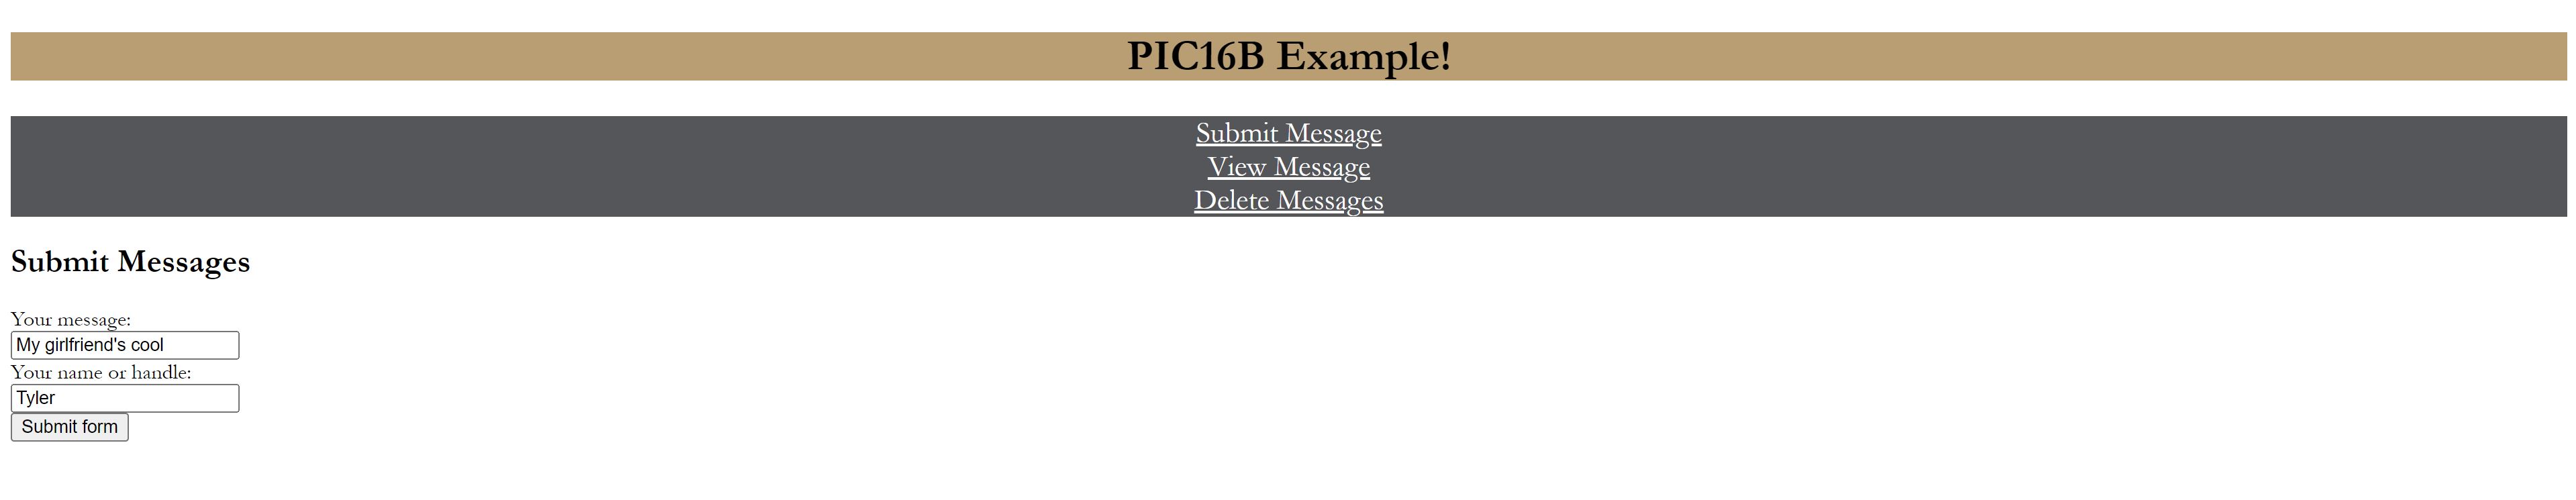 PIC16B Example!
Submit Message
View Message
Delete Messages
Submit Messages
Your message:
My girlfriend's cool
Your name or handle:
Tyler
Submit form